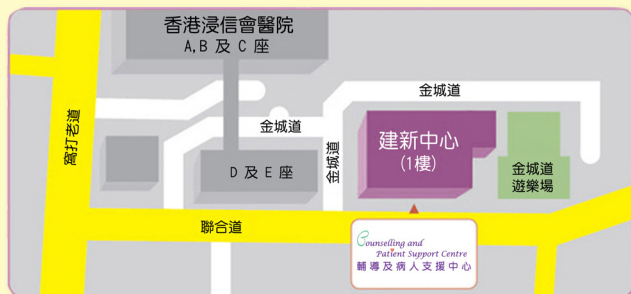 香港浸信會醫院
A,B 及 C 座
金城道
窩打老道
金城道
建新中心
(1樓)
D 及 E 座
金城道
金城道
遊樂場
聯合道
Counselling and
Patient Support Centre
輔導及病人支援中心